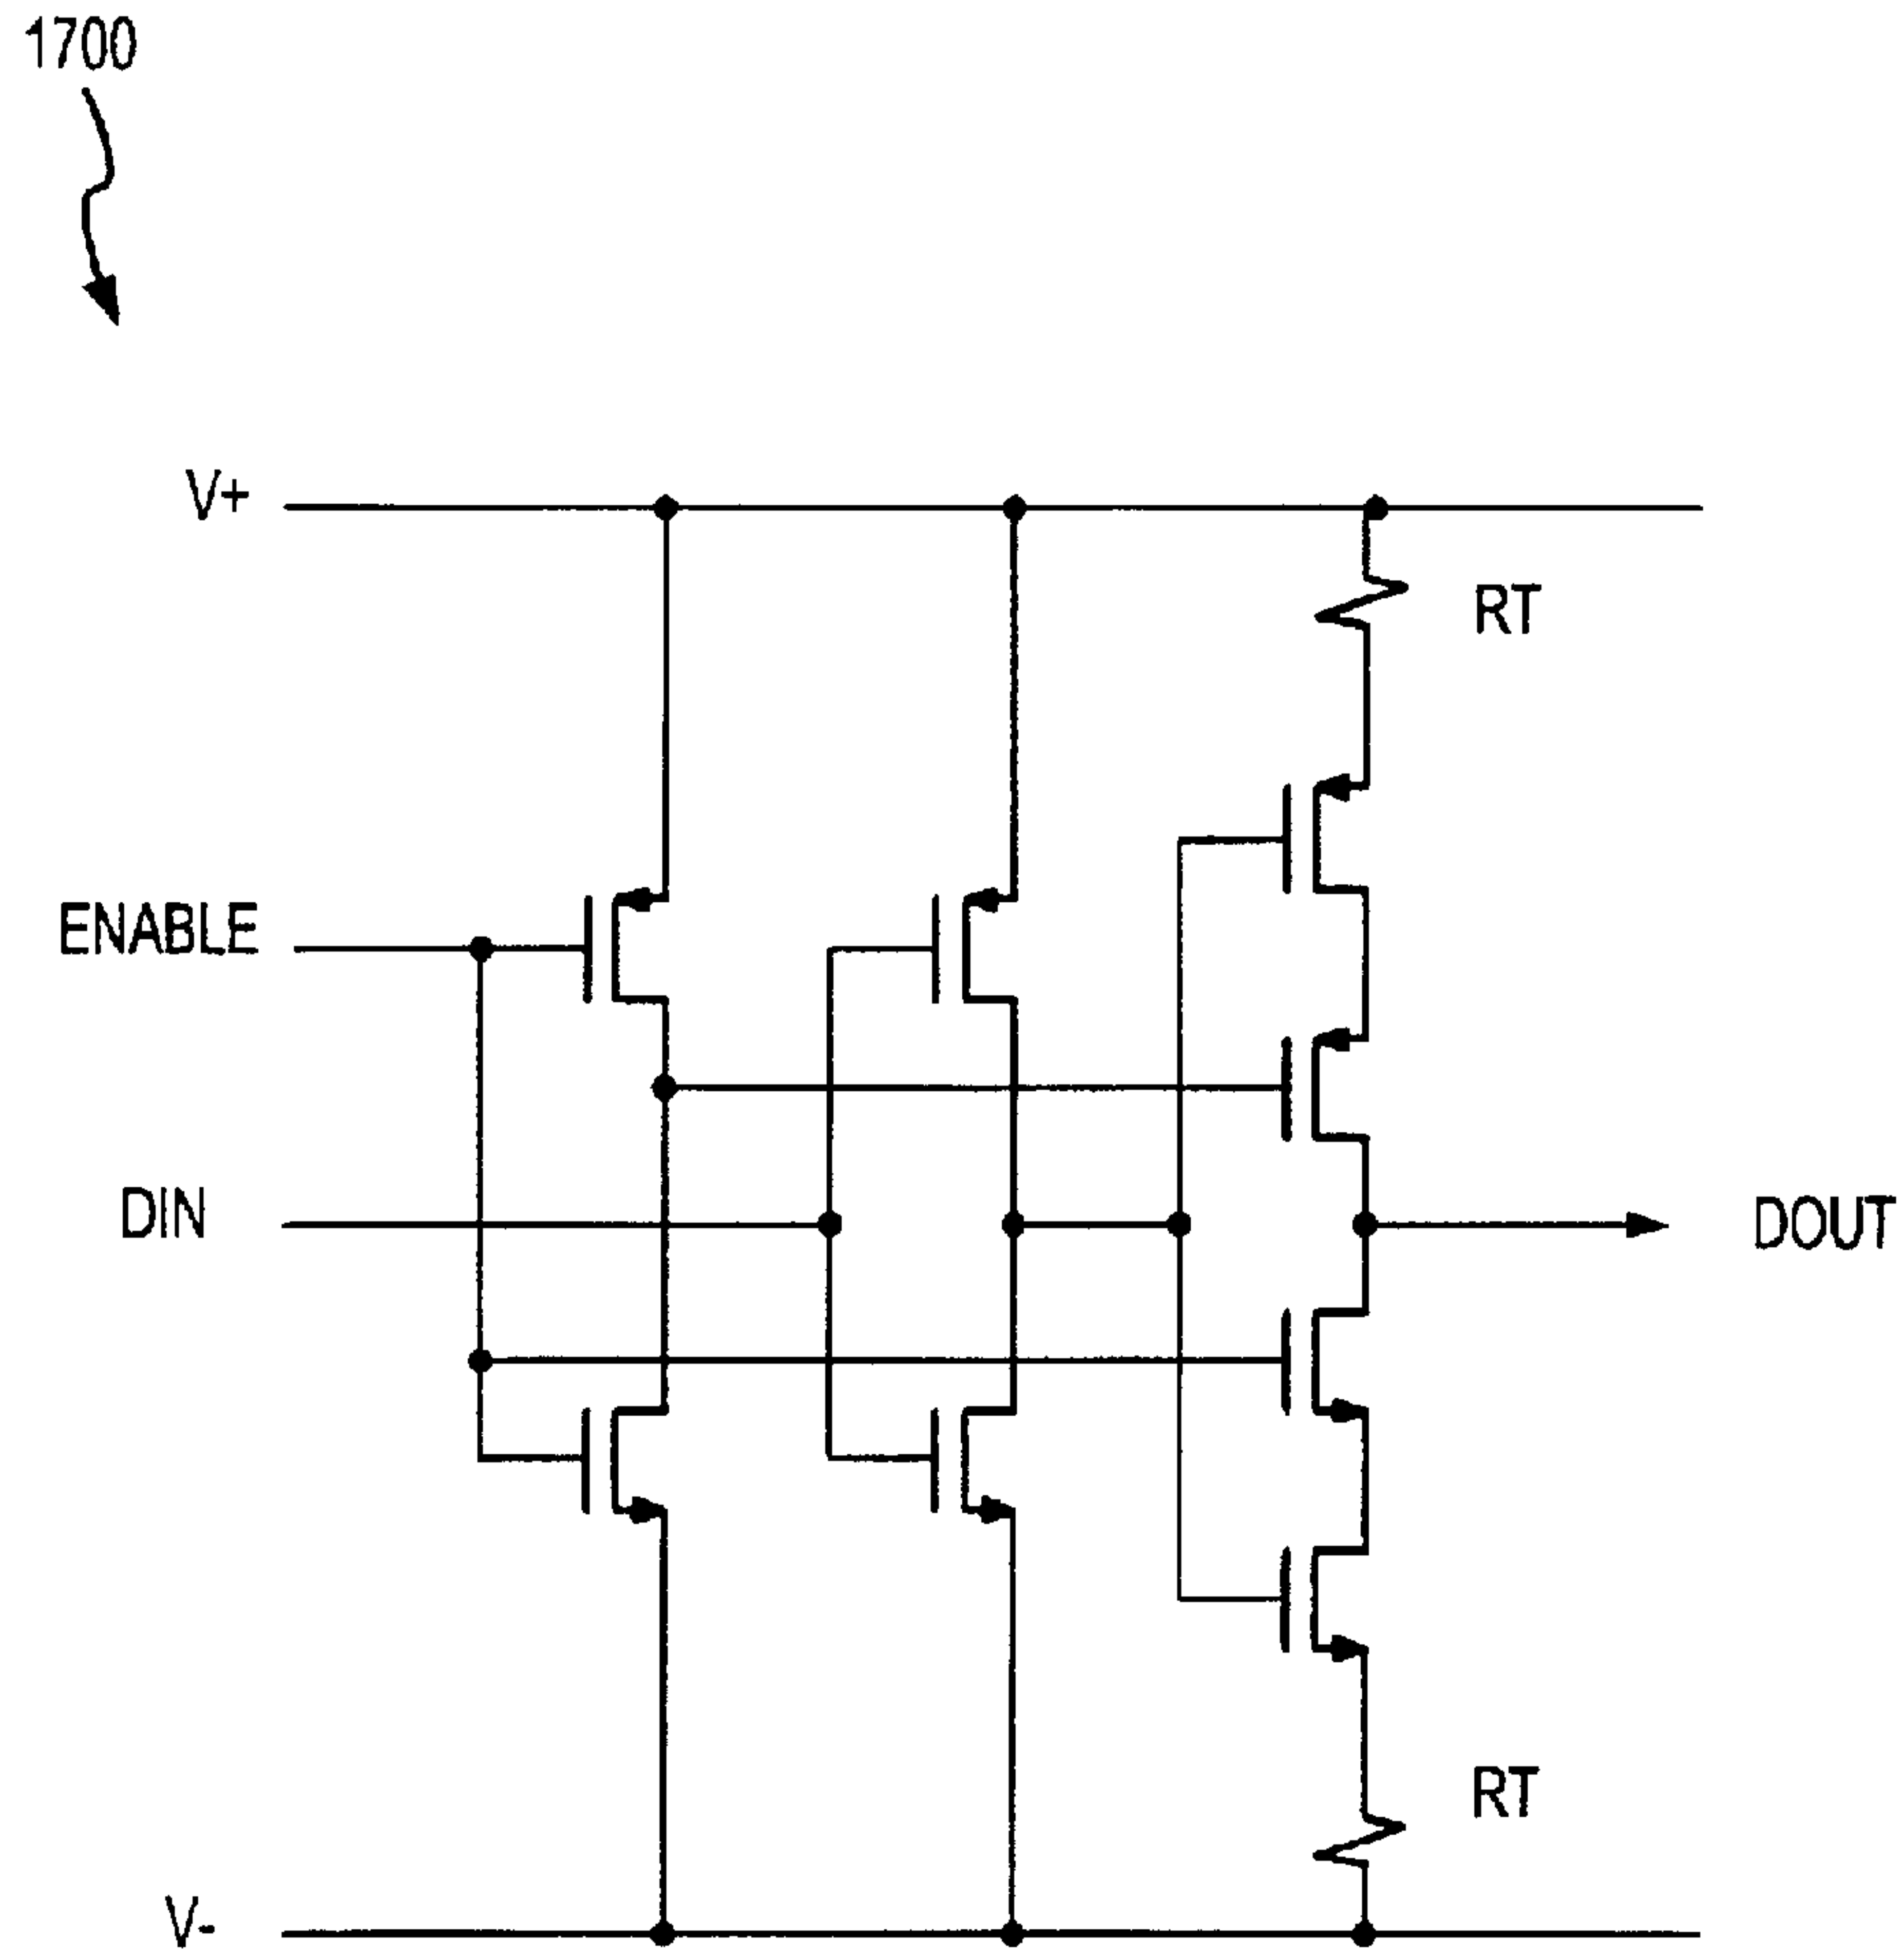 1700
V+
RT
ENABLE
DIN
DOUT
RT
V-